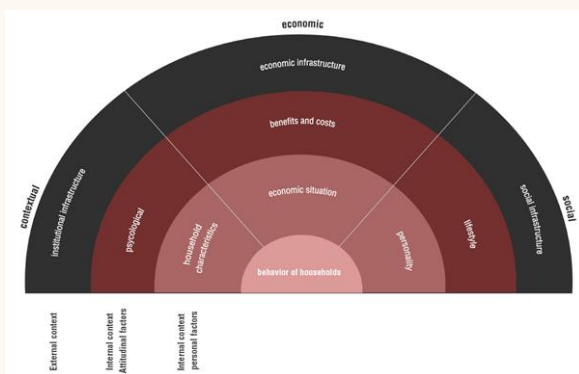 economic
economic infrastructure
benefits and costs
economic situation
contextual
institutional infrastructure
psycological
household
characteristics
behavior of households
personality
lifestyle
social infrastructure
social
External context
Internal context
Attitudinal factors
Internal context
personal factors